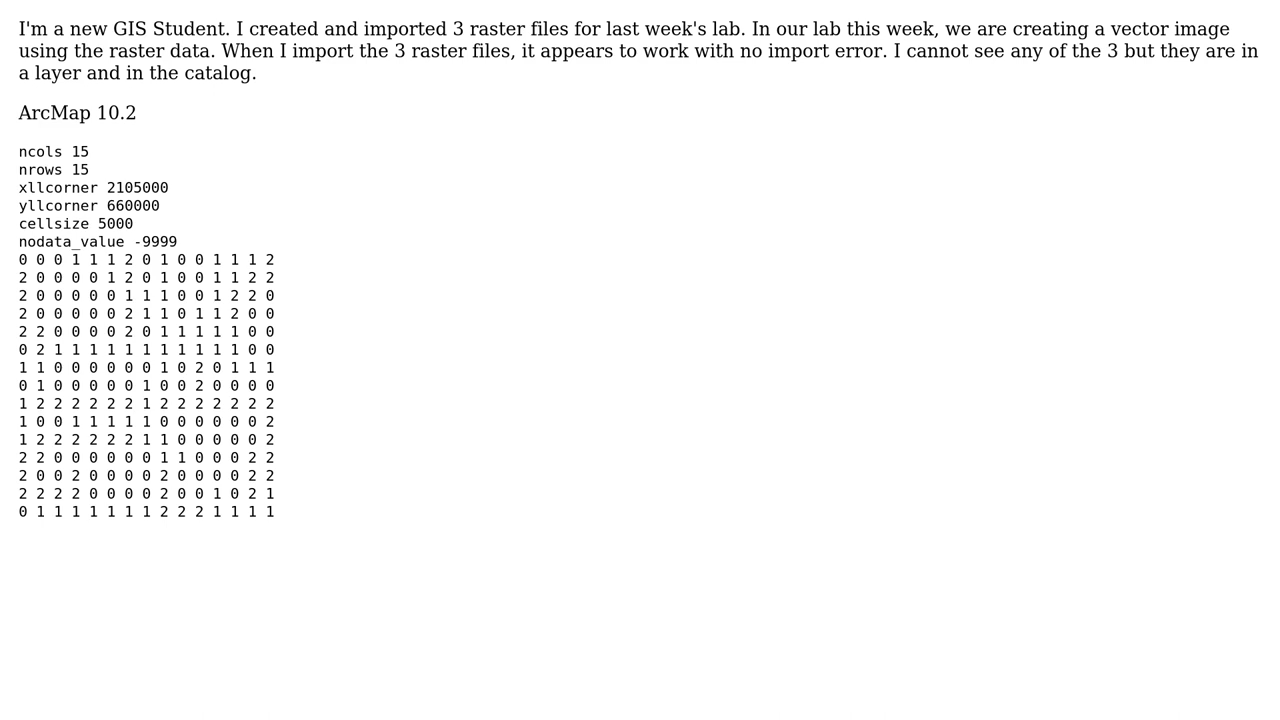 I'm a new GIS Student. I created and imported 3 raster files for last week's lab. In our lab this week, we are creating a vector image
using the raster data. When I import the 3 raster files, it appears to work with no import error. I cannot see any of the 3 but they are in
a layer and in the catalog.
ArcMap 10.2
ncols 15
nrows 15
xllcorner 2105000
yllcorner 660000
cellsize 5000
nodata_value -9999
0 0 0 1 1 1 2 0 1 0 0 1 1 1 2
2 0 0 0 0 1 2 0 1 0 0 1 1 2 2
2 0 0 0 0 0 1 1 1 0 0 1 2 2 0
2 0 0 0 0 0 2 1 1 0 1 1 2 0 0
2 2 0 0 0 0 2 0 1 1 1 1 1 0 0
0 2 1 1 1 1 1 1 1 1 1 1 1 0 0
1 1 0 0 0 0 0 0 1 0 2 0 1 1 1
0 1 0 0 0 0 0 1 0 0 2 0 0 0 0
1 2 2 2 2 2 2 1 2 2 2 2 2 2 2
1 0 0 1 1 1 1 1 0 0 0 0 0 0 2
1 2 2 2 2 2 2 1 1 0 0 0 0 0 2
2 2 0 0 0 0 0 0 1 1 0 0 0 2 2
2 0 0 2 0 0 0 0 2 0 0 0 0 2 2
2 2 2 2 0 0 0 0 2 0 0 1 0 2 1
0 1 1 1 1 1 1 1 2 2 2 1 1 1 1